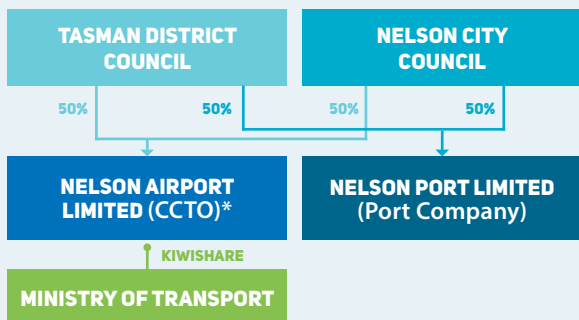 TASMAN DISTRICT
COUNCIL
NELSON CITY
COUNCIL
50%
50%
50%
50%
NELSON AIRPORT
LIMITED (CCTO)*
NELSON PORT LIMITED
(Port Company)
KIWISHARE
MINISTRY OF TRANSPORT